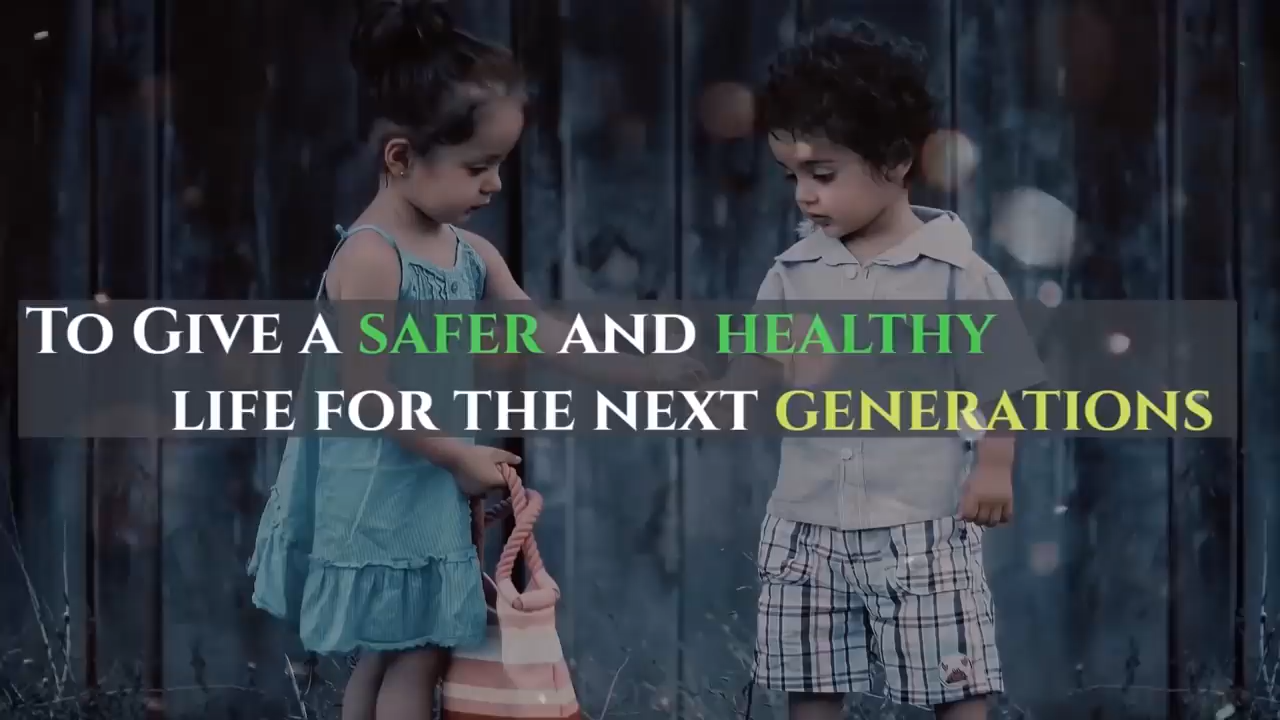 To Give a safer and healthy
life for the next generations